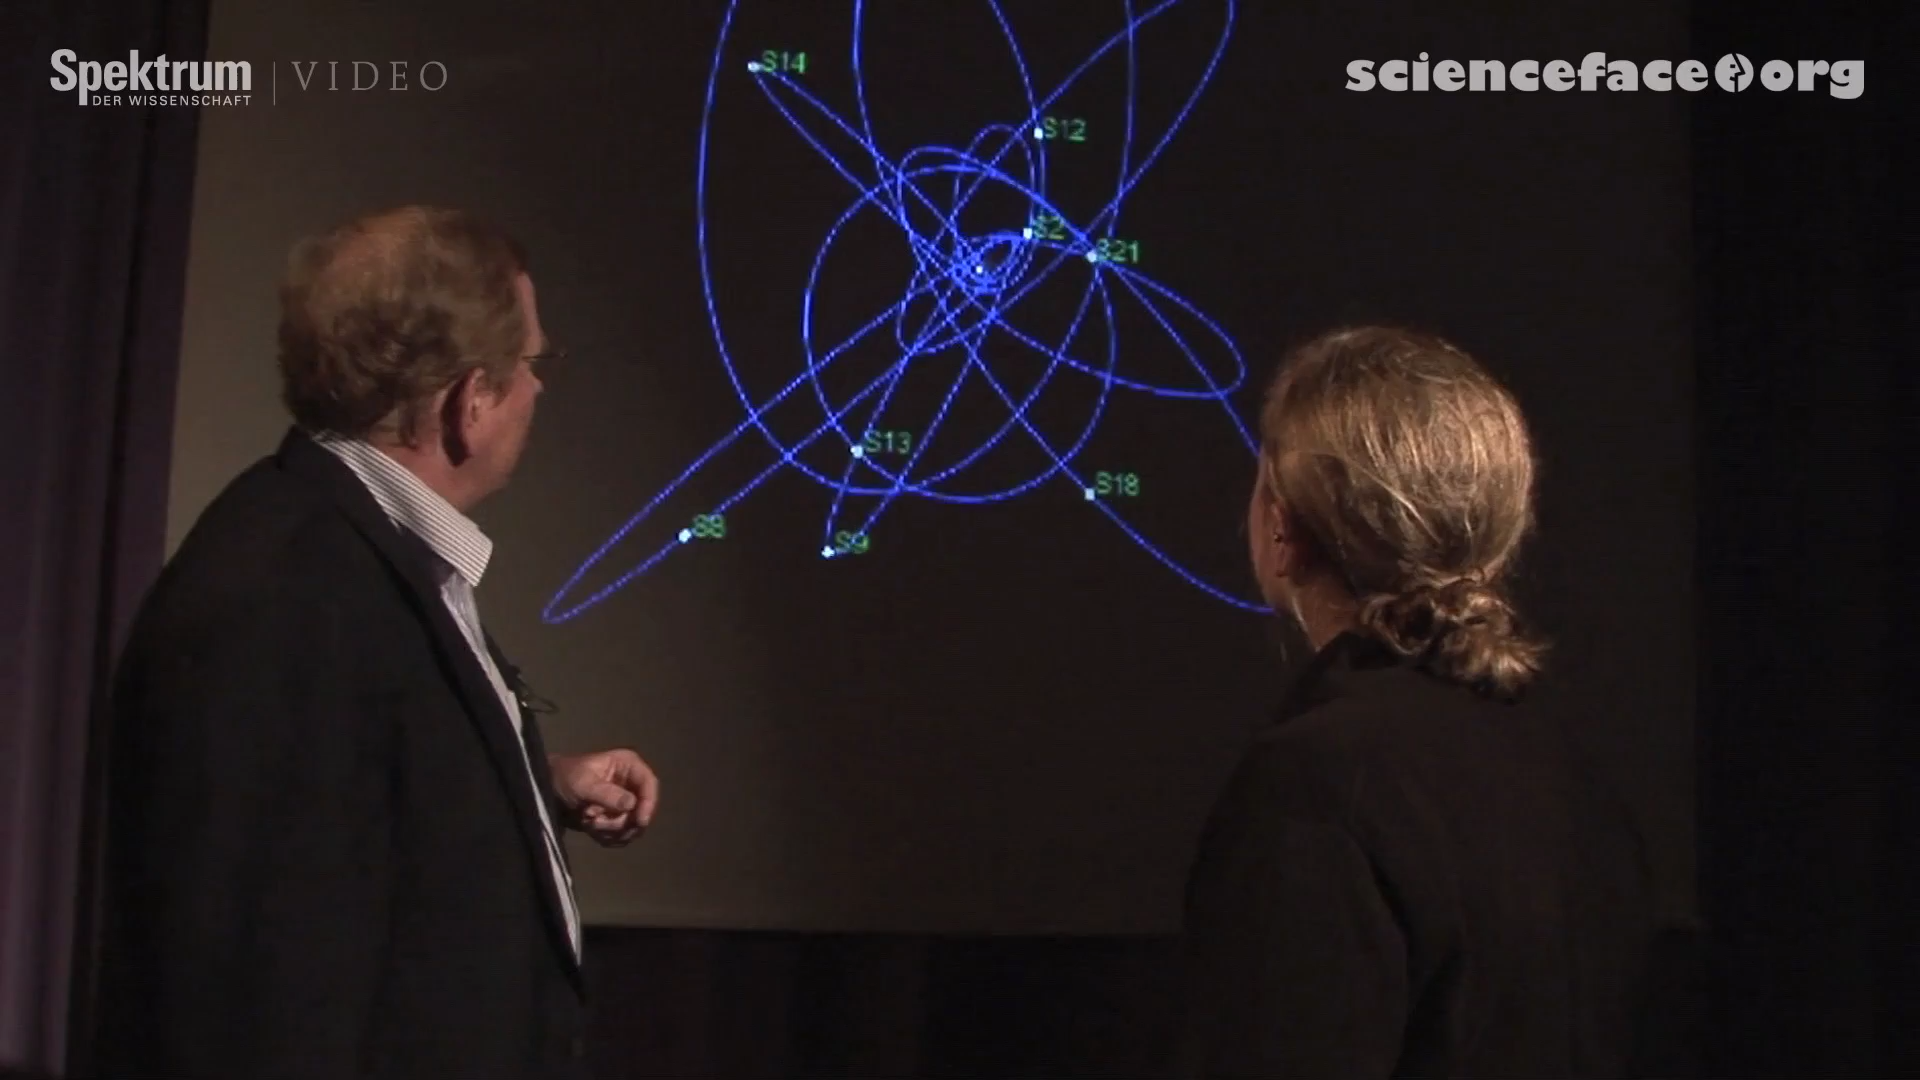 Spektrum
DER WISSENSCHAFT
VIDEO
scienceface org
S14
S12
S2
S21
S13
S18
S8
S9